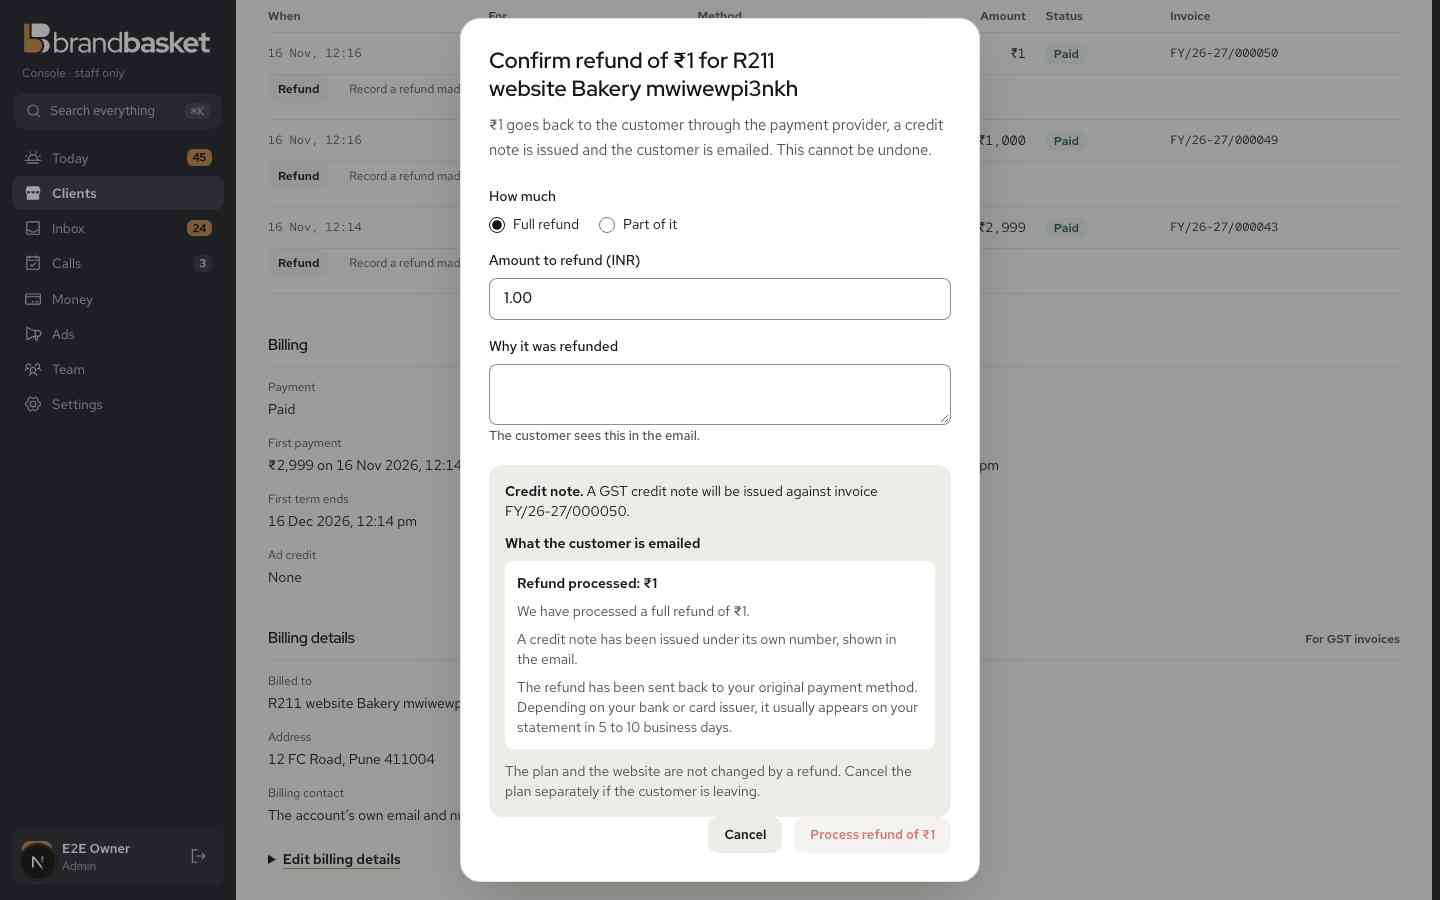 brandbasket
Console · staff only
Search everything ⌘K
Today 45
Clients
Inbox 24
Calls 3
Money
Ads
Team
Settings
N
E2E Owner
Admin
When For Method Amount Status Invoice
16 Nov, 12:16 ₹1 Paid FY/26-27/000050
Refund Record a refund mad
16 Nov, 12:16 ₹1,000 Paid FY/26-27/000049
Refund Record a refund mad
16 Nov, 12:14 ₹2,999 Paid FY/26-27/000043
Refund Record a refund mad
Billing
Payment
Paid
First payment
₹2,999 on 16 Nov 2026, 12:14 pm
First term ends
16 Dec 2026, 12:14 pm
Ad credit
None
Billing details For GST invoices
Billed to
R211 website Bakery mwiwewp
Address
12 FC Road, Pune 411004
Billing contact
The account's own email and
Edit billing details
Confirm refund of ₹1 for R211
website Bakery mwiwewpi3nkh
₹1 goes back to the customer through the payment provider, a credit
note is issued and the customer is emailed. This cannot be undone.
How much
Full refund Part of it
Amount to refund (INR)
1.00
Why it was refunded
The customer sees this in the email.
Credit note. A GST credit note will be issued against invoice
FY/26-27/000050.
What the customer is emailed
Refund processed: ₹1
We have processed a full refund of ₹1.
A credit note has been issued under its own number, shown in
the email.
The refund has been sent back to your original payment method.
Depending on your bank or card issuer, it usually appears on your
statement in 5 to 10 business days.
The plan and the website are not changed by a refund. Cancel the
plan separately if the customer is leaving.
Cancel Process refund of ₹1